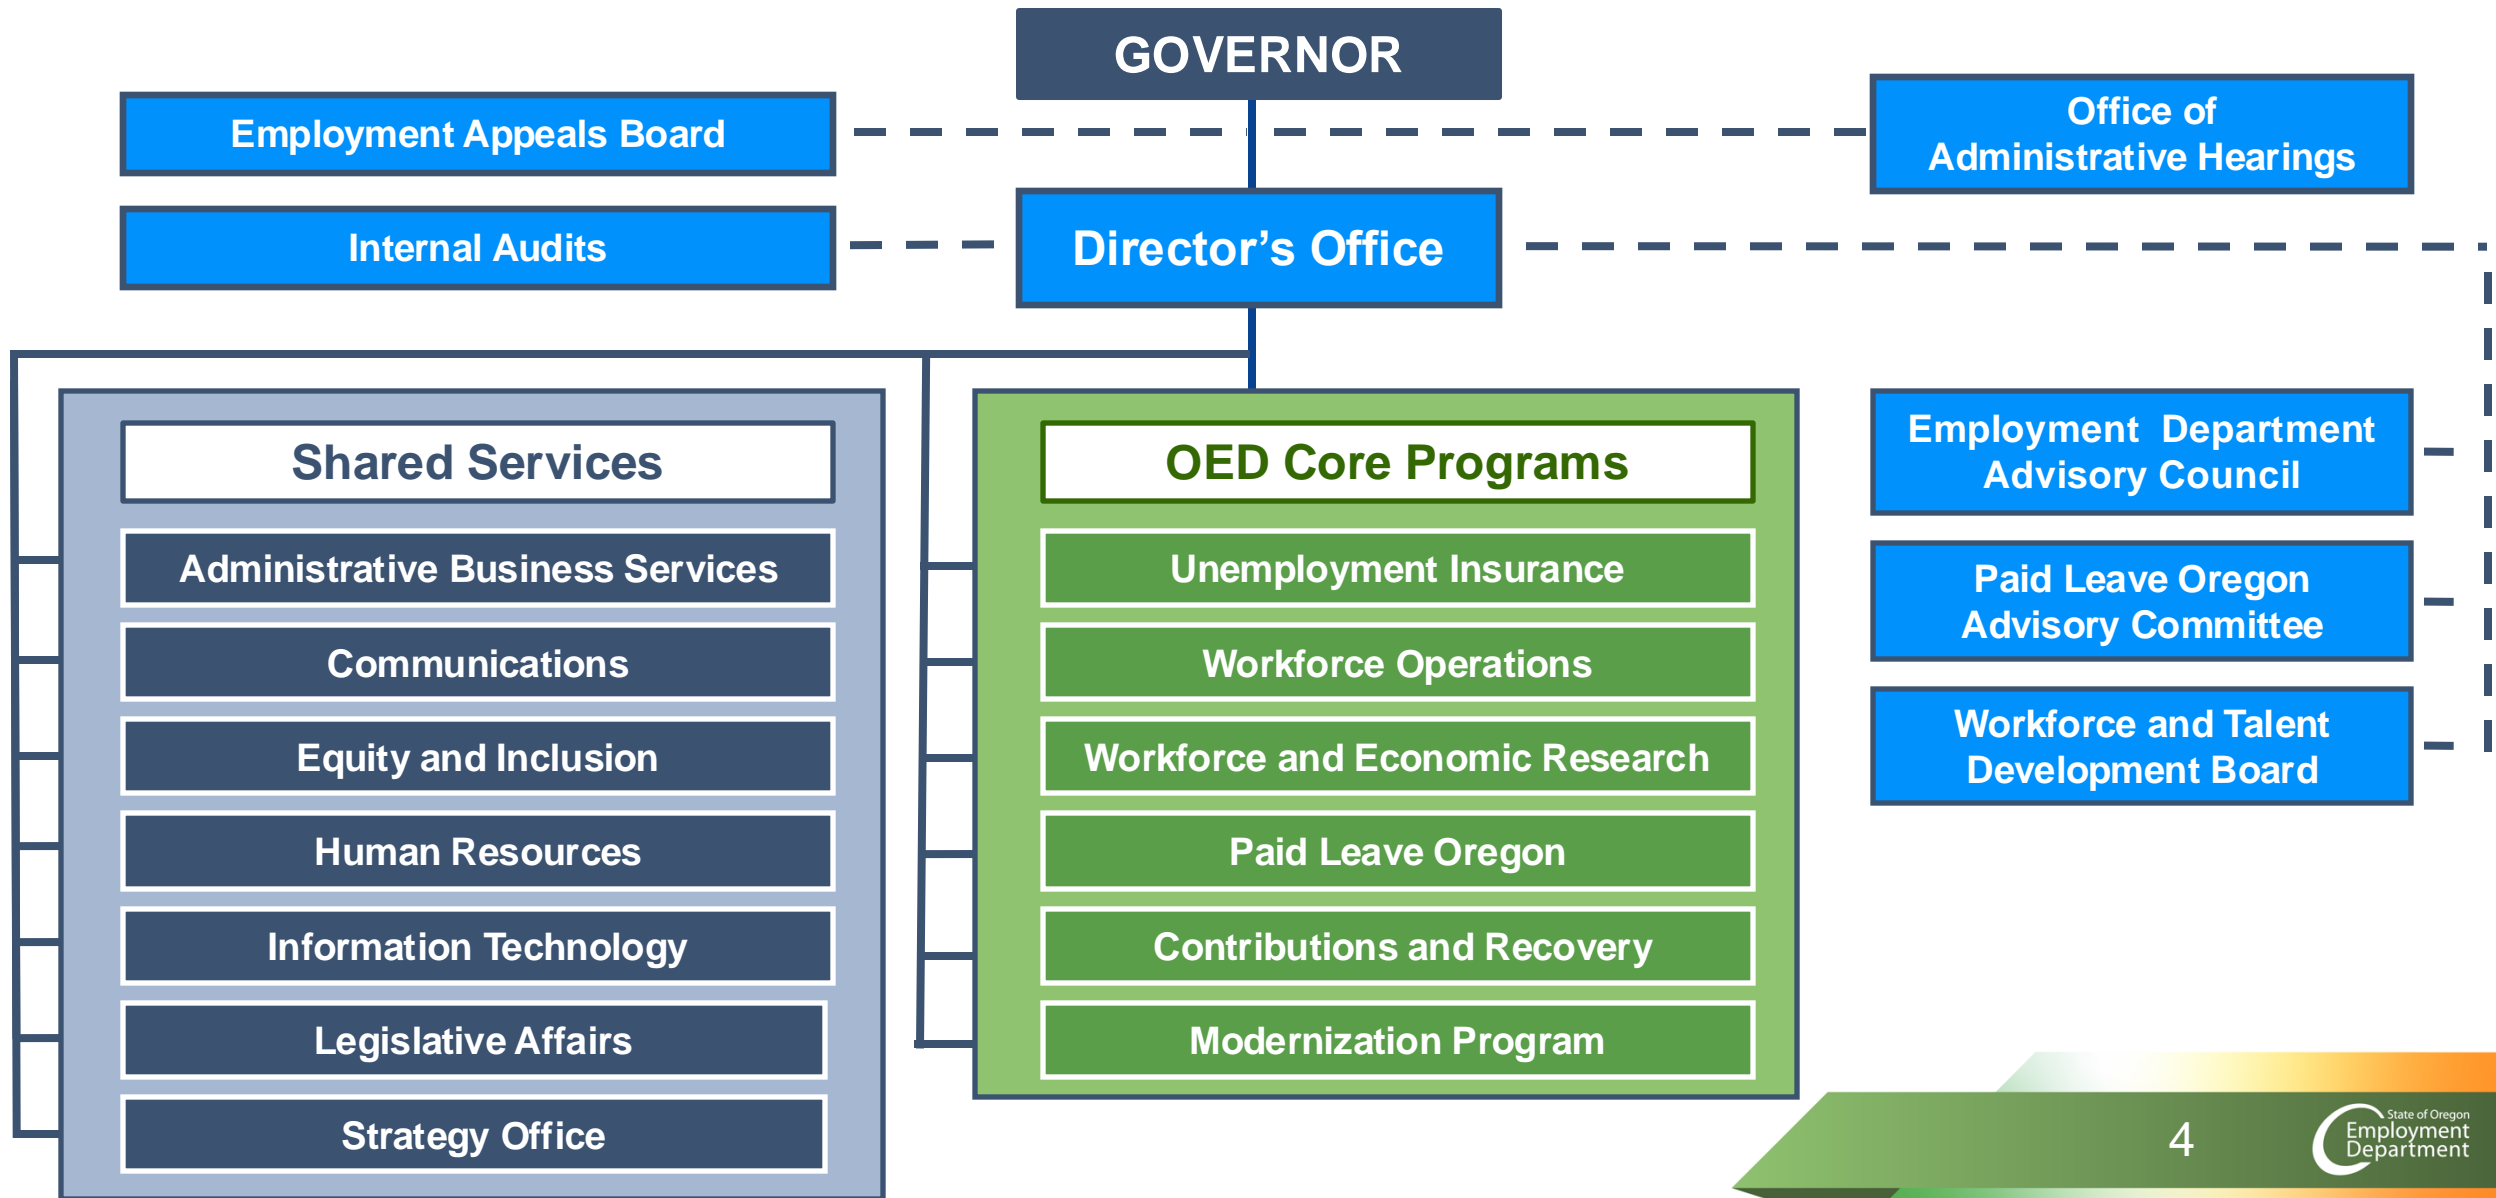 GOVERNOR
Employment Appeals Board
Office of
Administrative Hearings
Internal Audits
Director’s Office
Shared Services
Administrative Business Services
Communications
Equity and Inclusion
Human Resources
Information Technology
Legislative Affairs
Strategy Office
OED Core Programs
Unemployment Insurance
Workforce Operations
Workforce and Economic Research
Paid Leave Oregon
Contributions and Recovery
Modernization Program
Employment Department
Advisory Council
Paid Leave Oregon
Advisory Committee
Workforce and Talent
Development Board
4
State of Oregon
Employment
Department